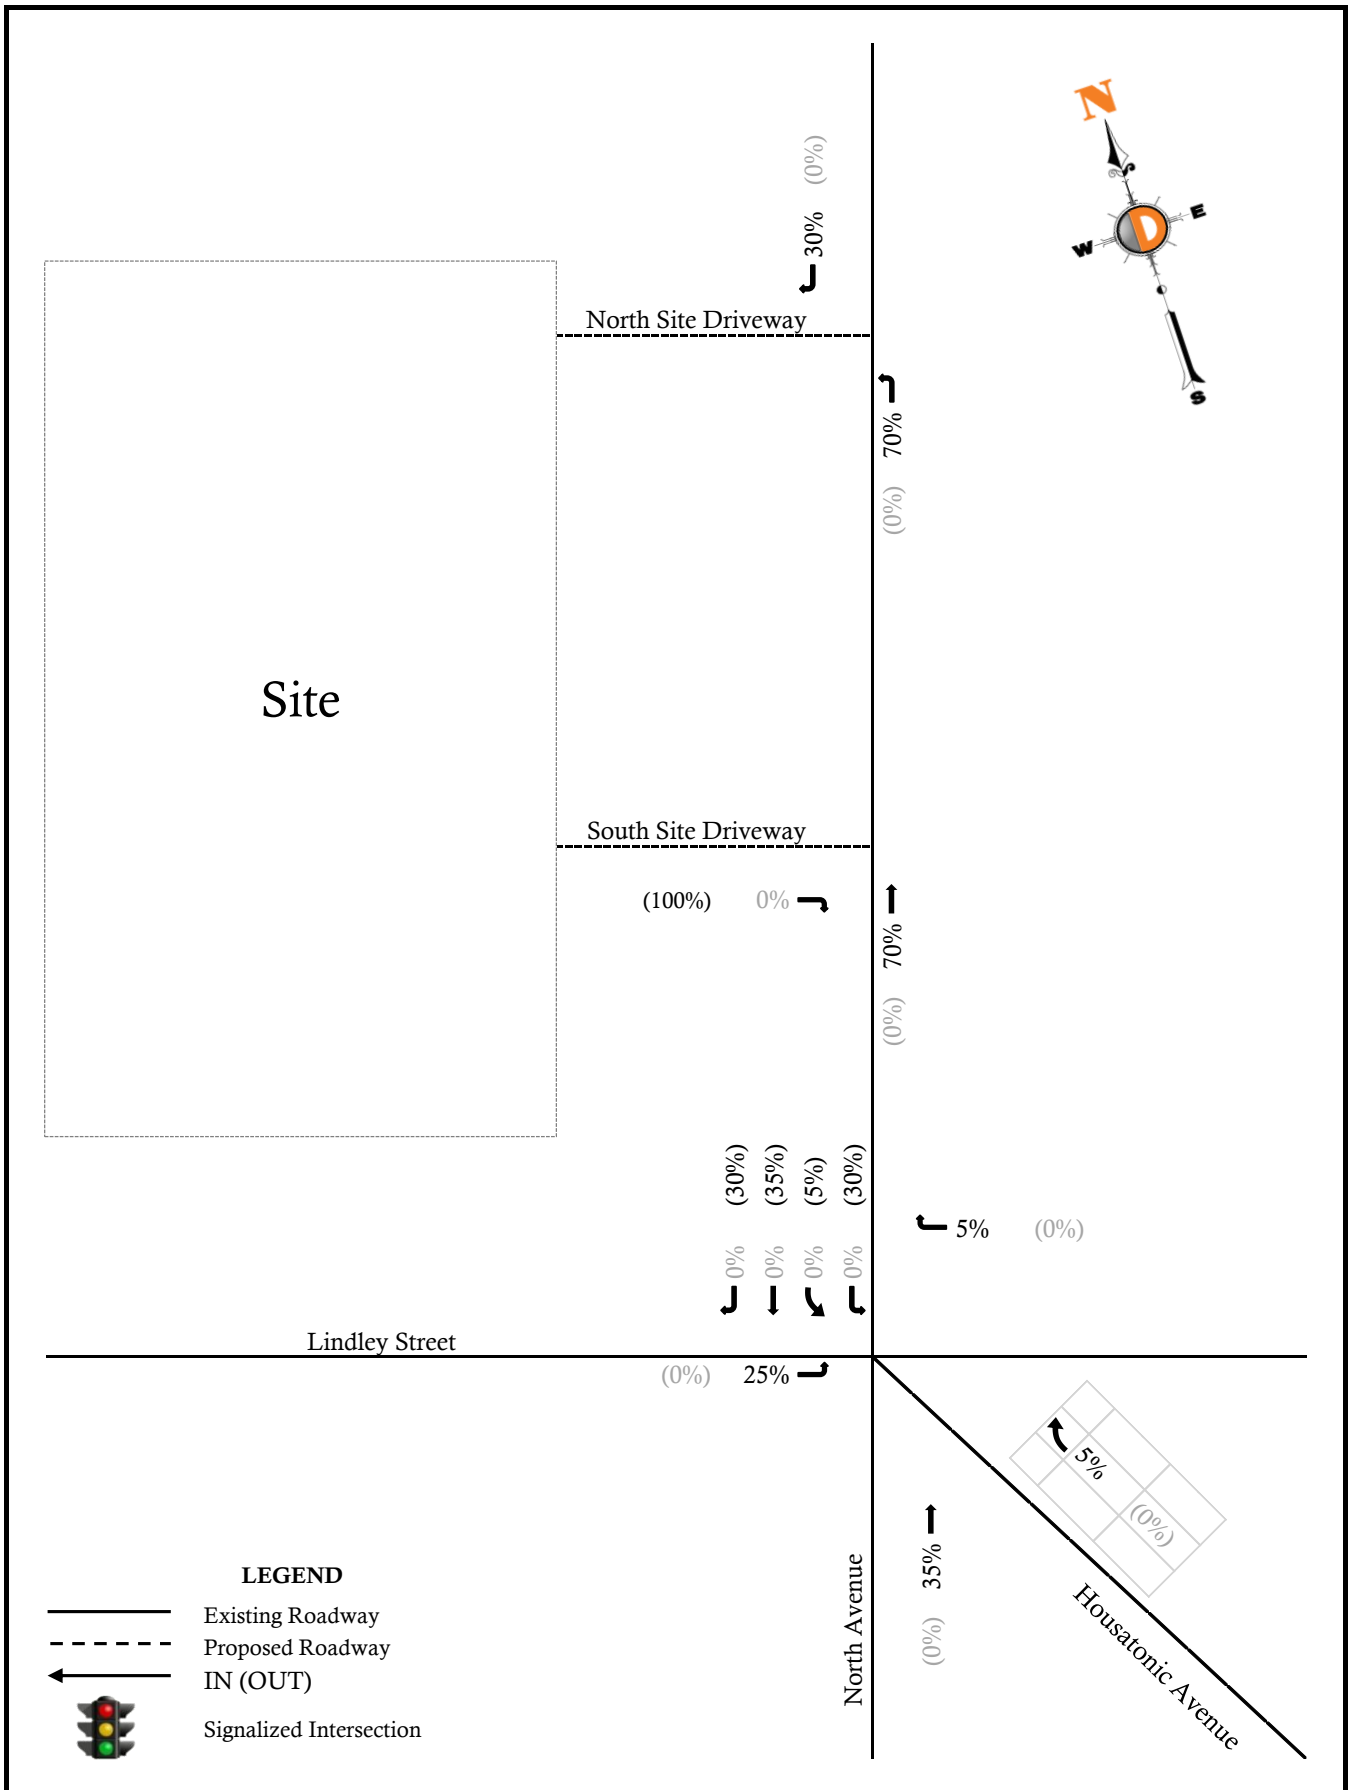 N
E
W
S
D
(0%)
30%
North Site Driveway
70%
(0%)
Site
South Site Driveway
(100%) 0%
70%
(0%)
(30%) (35%) (5%) (30%)
0% 0% 0% 0%
5% (0%)
Lindley Street
(0%) 25%
5%
(0%)
35%
(0%)
North Avenue
Housatonic Avenue
LEGEND
Existing Roadway
Proposed Roadway
IN (OUT)
Signalized Intersection